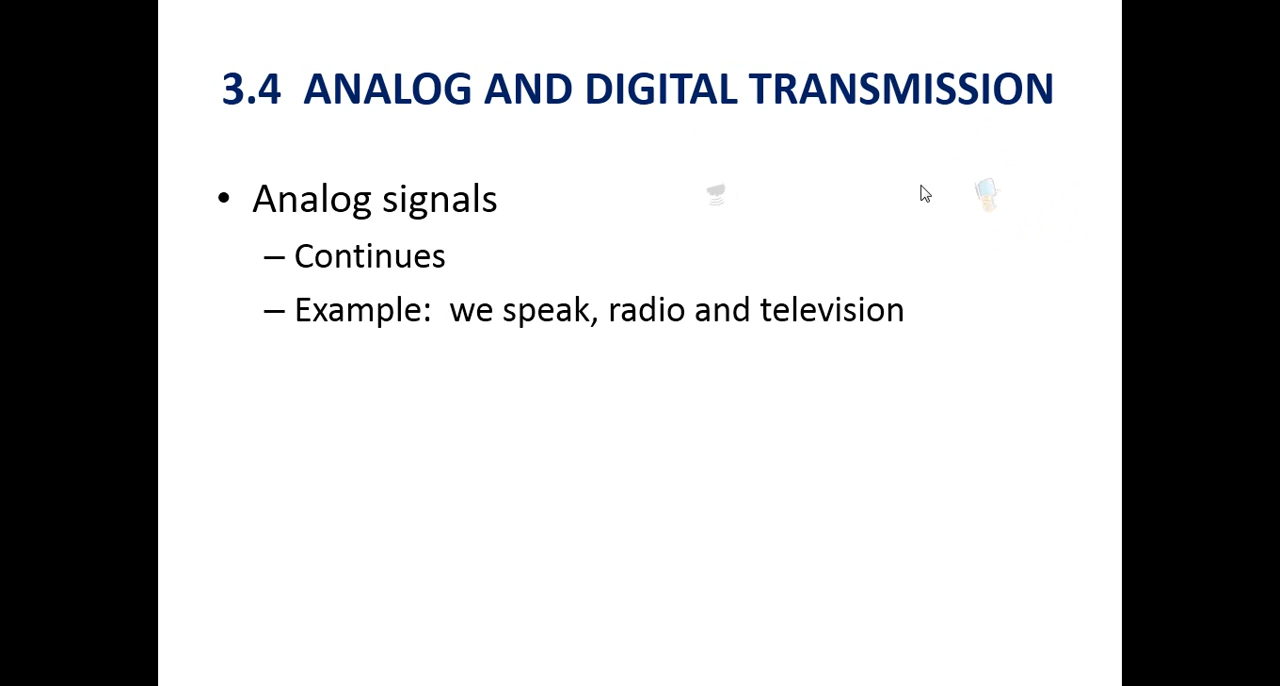 3.4 ANALOG AND DIGITAL TRANSMISSION
• Analog signals
– Continues
– Example: we speak, radio and television